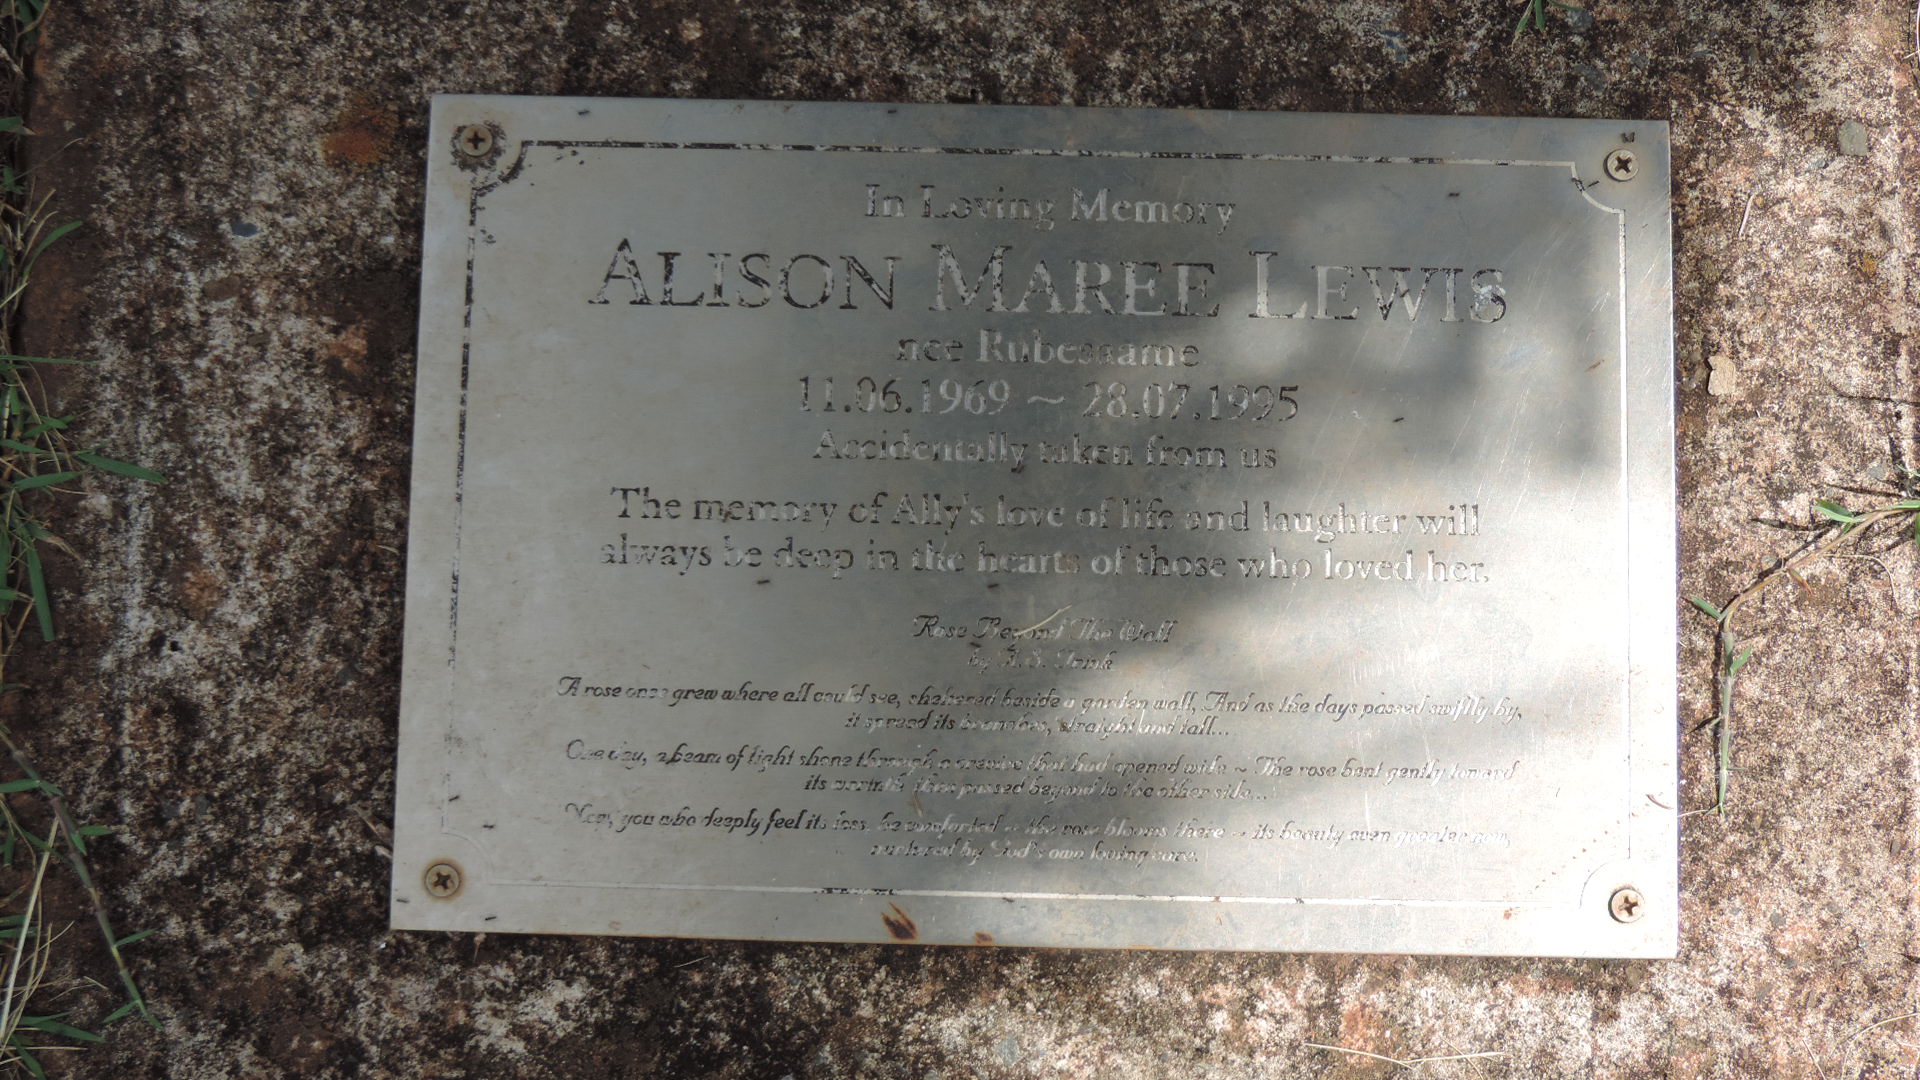 In Loving Memory
ALISON MAREE LEWIS
nee Rubessame
11.06.1969 ~ 28.07.1995
Accidentally taken from us
The memory of Ally's love of life and laughter will
always be deep in the hearts of those who loved her.
Rose Beyond The Wall
by A.S. Frink
A rose once grew where all could see, sheltered beside a garden wall, And as the days passed swiftly by,
it spread its branches, straight and tall...
One day, a beam of light shone through a crevice that had opened wide ~ The rose bent gently toward
its warmth then passed beyond to the other side...
Now, you who deeply feel its loss, be comforted ~ the rose blooms there ~ its beauty even greater now,
nurtured by God's own loving care.